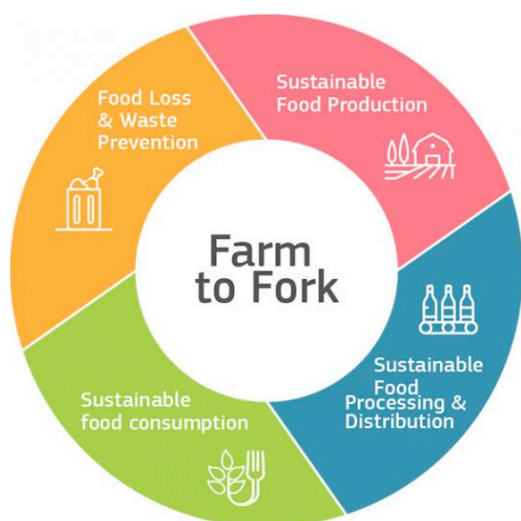 Farm
to Fork
Food Loss
& Waste
Prevention
Sustainable
Food Production
Sustainable
Food
Processing &
Distribution
Sustainable
food consumption